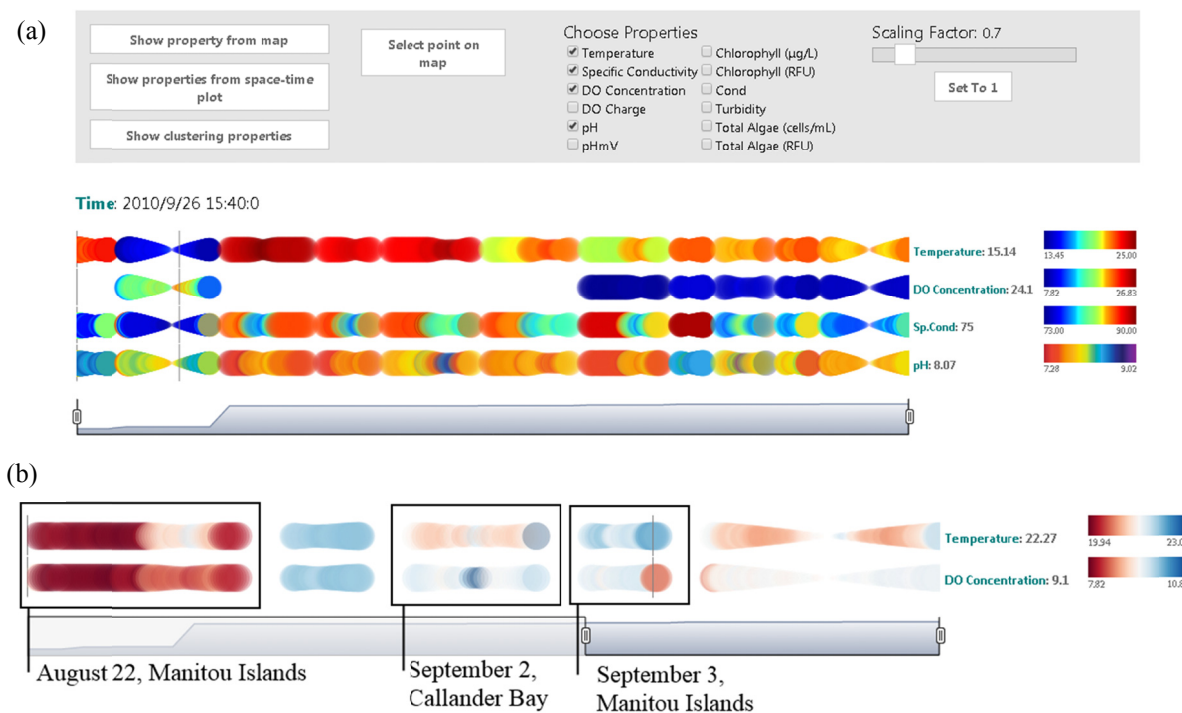 (a)
Show property from map
Show properties from space-time
plot
Show clustering properties
Select point on
map
Choose Properties
Temperature
Specific Conductivity
DO Concentration
DO Charge
pH
pHmV
Chlorophyll (µg/L)
Chlorophyll (RFU)
Cond
Turbidity
Total Algae (cells/mL)
Total Algae (RFU)
Scaling Factor: 0.7
Set To 1
Time: 2010/9/26 15:40:0
Temperature: 15.14
13.45 25.00
DO Concentration: 24.1
7.82 26.83
Sp.Cond: 75
73.00 90.00
pH: 8.07
7.28 9.02
(b)
Temperature: 22.27
19.94 23.0
DO Concentration: 9.1
7.82 10.8
August 22, Manitou Islands
September 2,
Callander Bay
September 3,
Manitou Islands